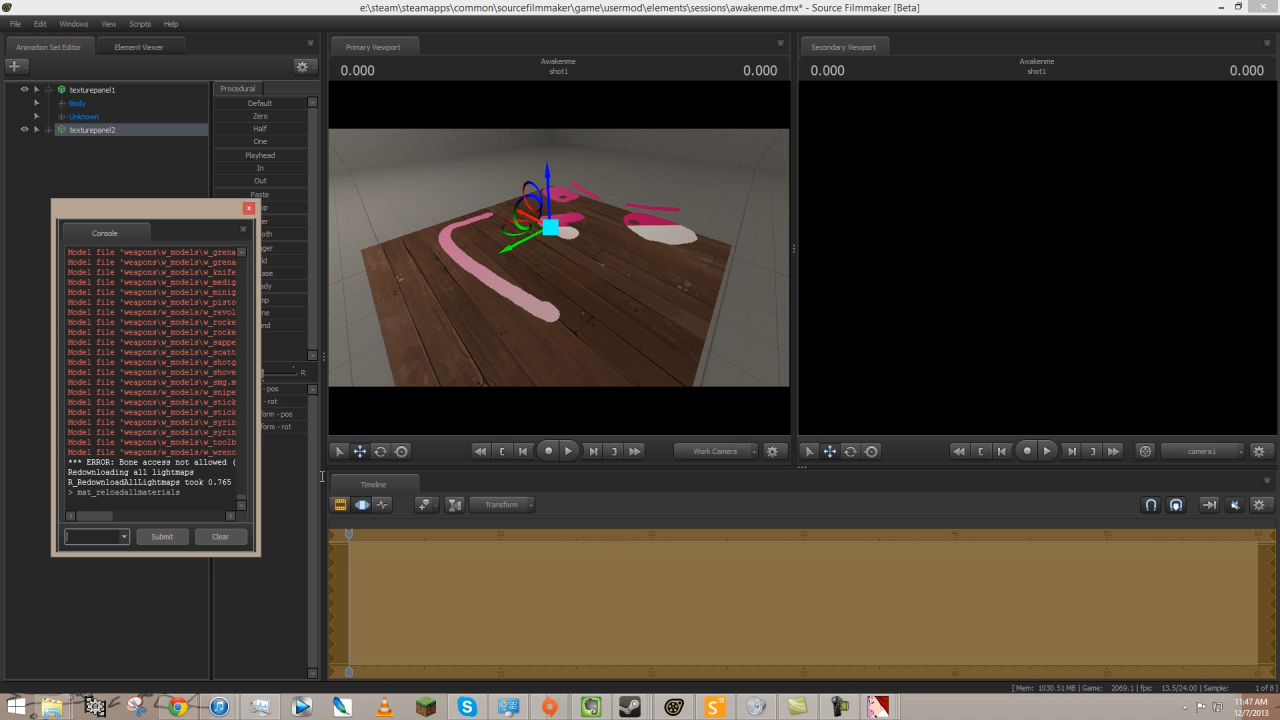 e:\steam\steamapps\common\sourcefilmmaker\game\usermod\elements\sessions\awakenme.dmx* - Source Filmmaker [Beta]
File Edit Windows View Scripts Help
Animation Set Editor Element Viewer
texturepanel1
Body
Unknown
texturepanel2
Procedural
Default
Zero
Half
One
Playhead
In
Out
Paste
R
- pos
- rot
orm - pos
orm - rot
Console
Model file 'weapons\w_models\w_grena
Model file 'weapons\w_models\w_grena
Model file 'weapons\w_models\w_knife
Model file 'weapons\w_models\w_medig
Model file 'weapons\w_models\w_minig
Model file 'weapons\w_models\w_pisto
Model file 'weapons/w_models/w_revol
Model file 'weapons\w_models\w_rocke
Model file 'weapons\w_models\w_rocke
Model file 'weapons\w_models\w_sappe
Model file 'weapons\w_models\w_scatt
Model file 'weapons\w_models\w_shotg
Model file 'weapons\w_models\w_shove
Model file 'weapons\w_models\w_smg.m
Model file 'weapons/w_models/w_snipe
Model file 'weapons\w_models\w_stick
Model file 'weapons\w_models\w_stick
Model file 'weapons\w_models\w_syrin
Model file 'weapons\w_models\w_syrin
Model file 'weapons\w_models\w_toolb
Model file 'weapons/w_models/w_wrenc
*** ERROR: Bone access not allowed (
Redownloading all lightmaps
R_RedownloadAllLightmaps took 0.765
> mat_reloadallmaterials
Submit Clear
Primary Viewport
0.000 Awakenme 0.000
shot1
Work Camera
Secondary Viewport
0.000 Awakenme 0.000
shot1
camera1
Timeline
Transform
[Mem: 1030.51 MB | Game: 2069.1 | fps: 13.5/24.00 | Sample: 1 of 8]
11:47 AM
12/7/2013